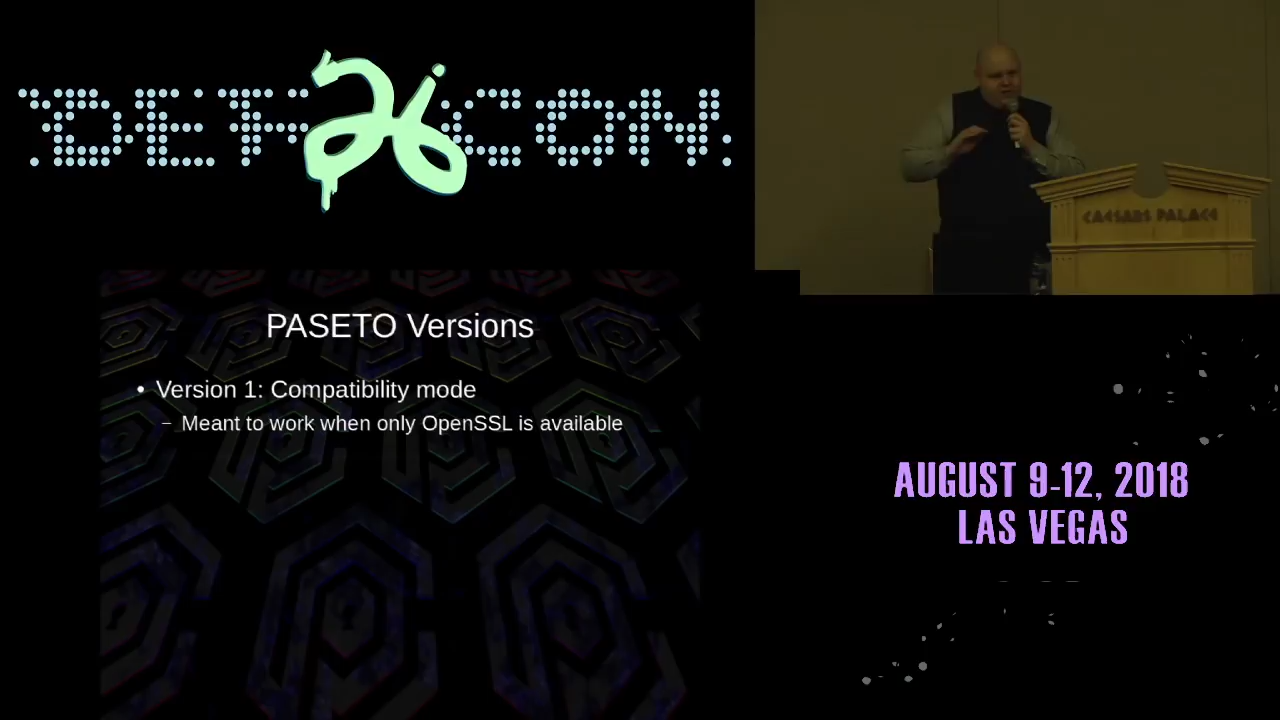 DEF CON
26
CAESARS PALACE
PASETO Versions
• Version 1: Compatibility mode
– Meant to work when only OpenSSL is available
AUGUST 9-12, 2018
LAS VEGAS